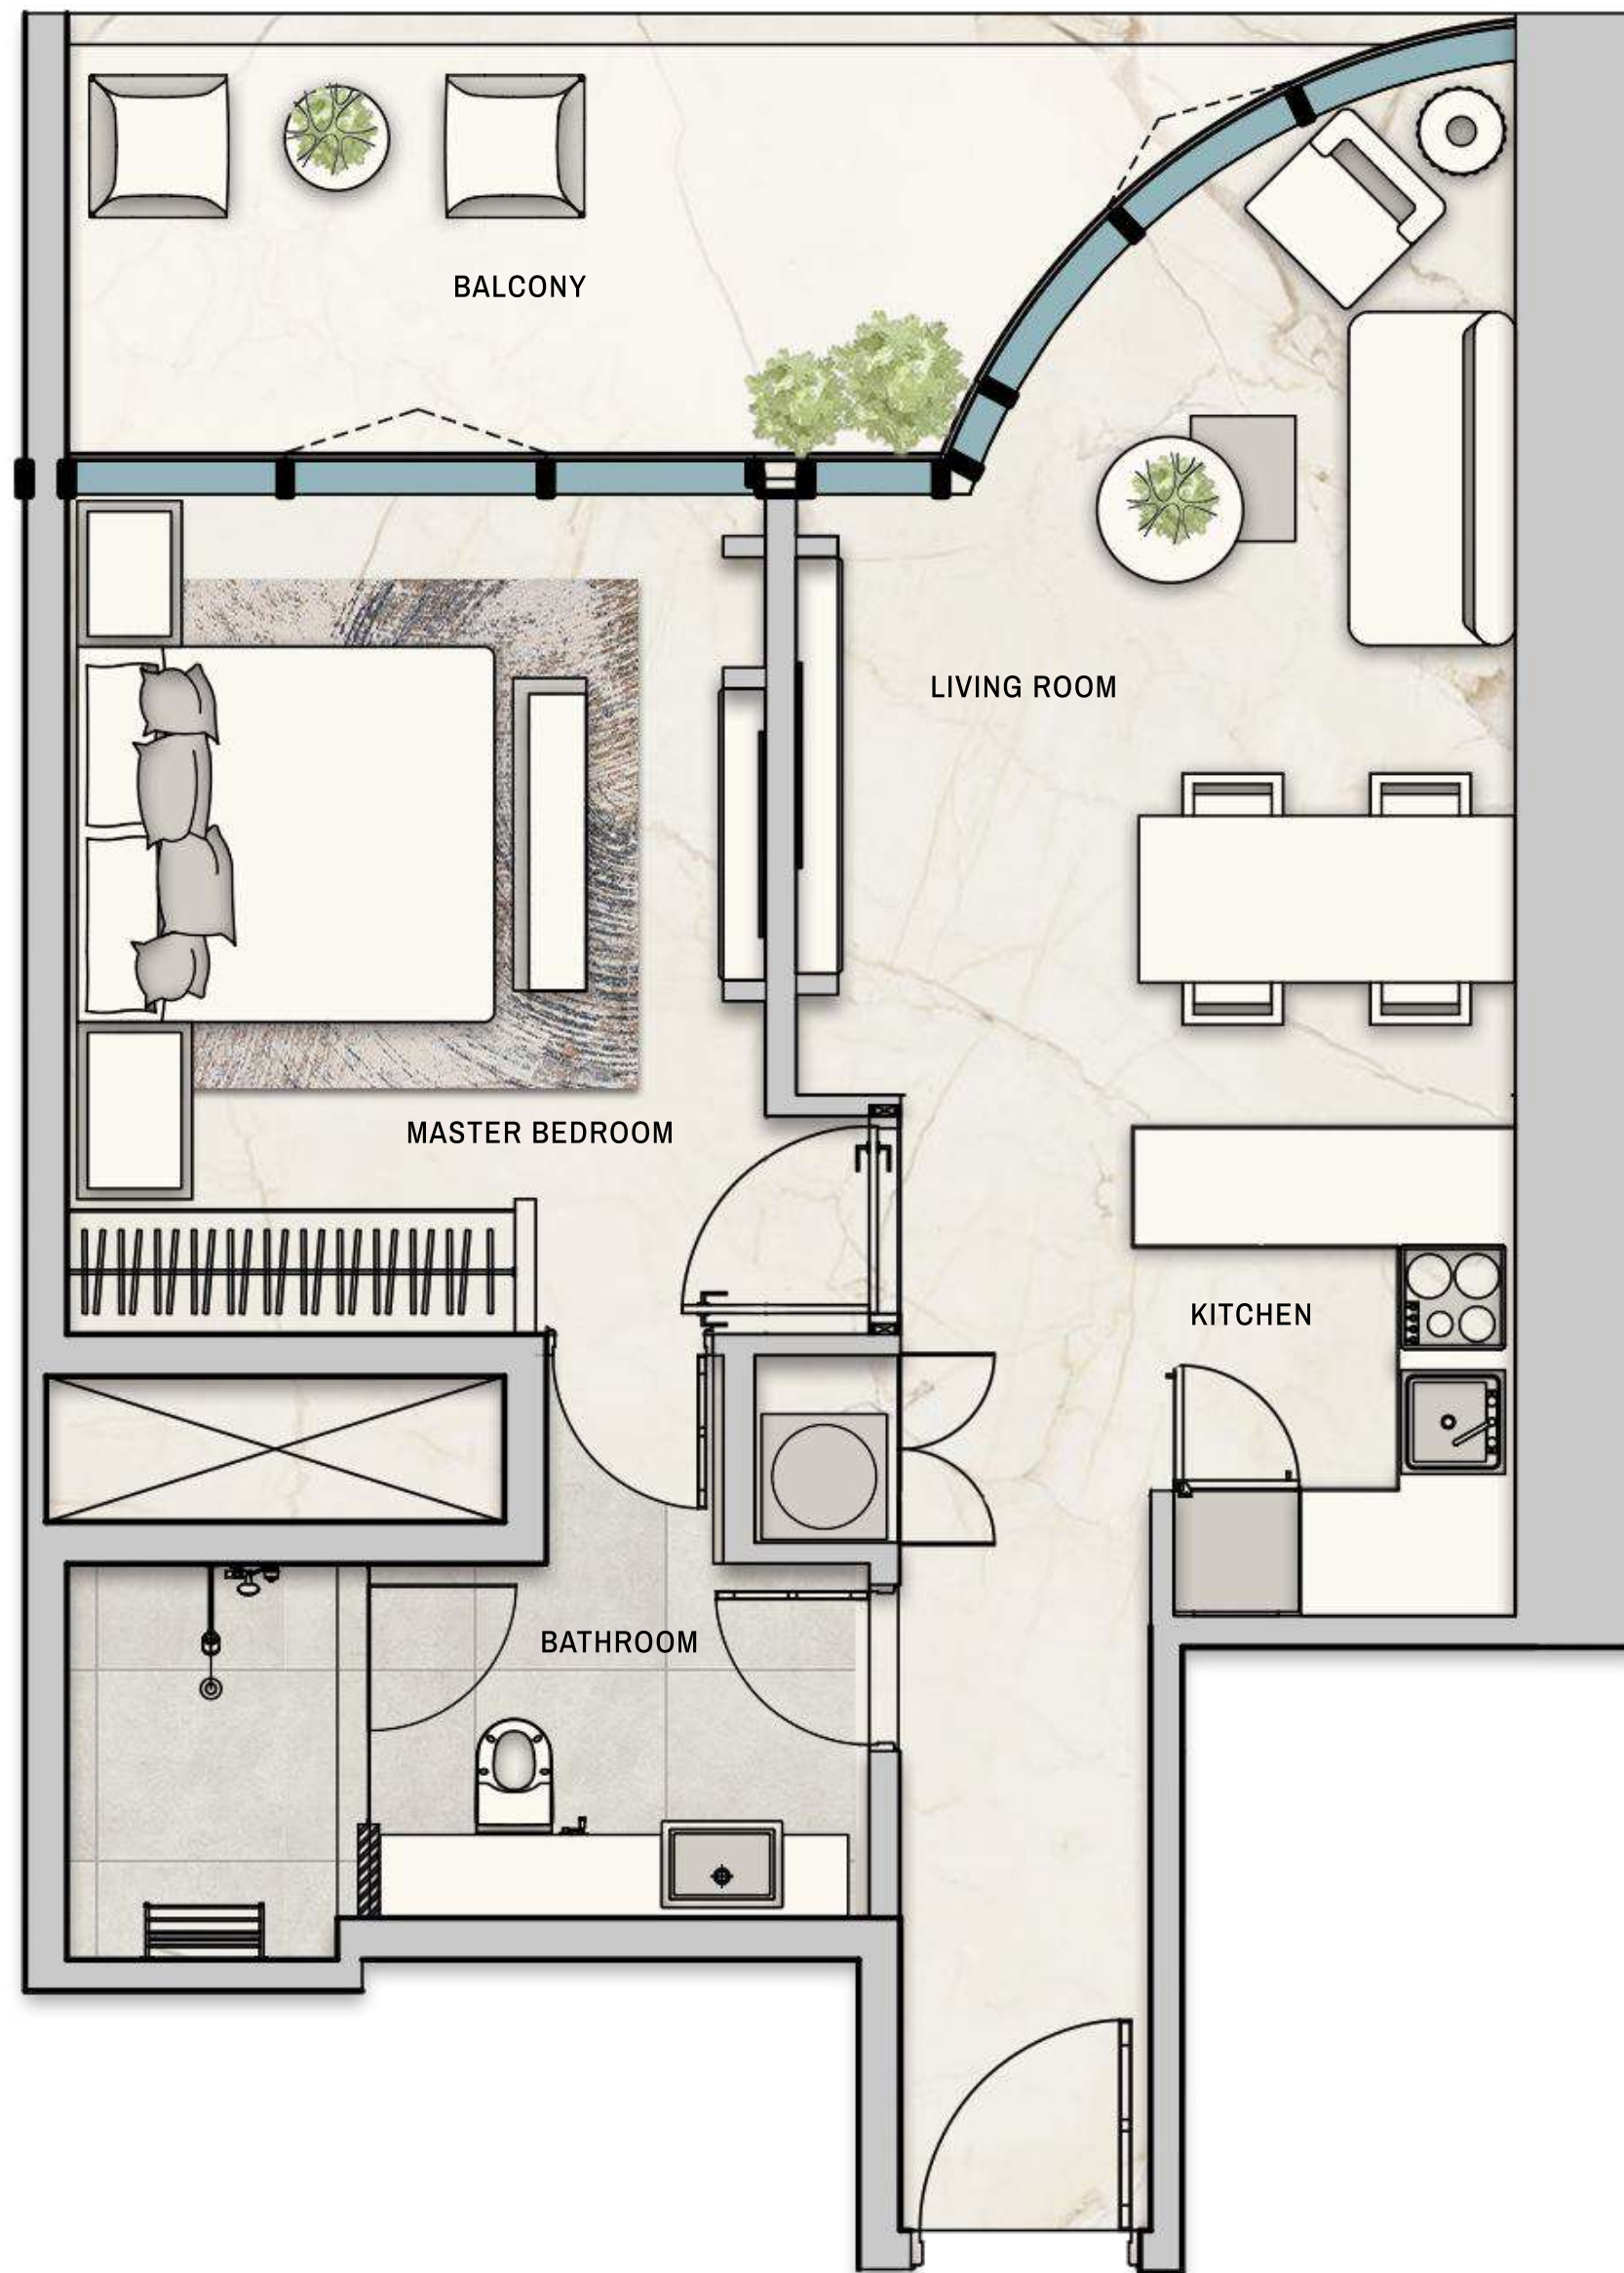 BALCONY
LIVING ROOM
MASTER BEDROOM
KITCHEN
BATHROOM